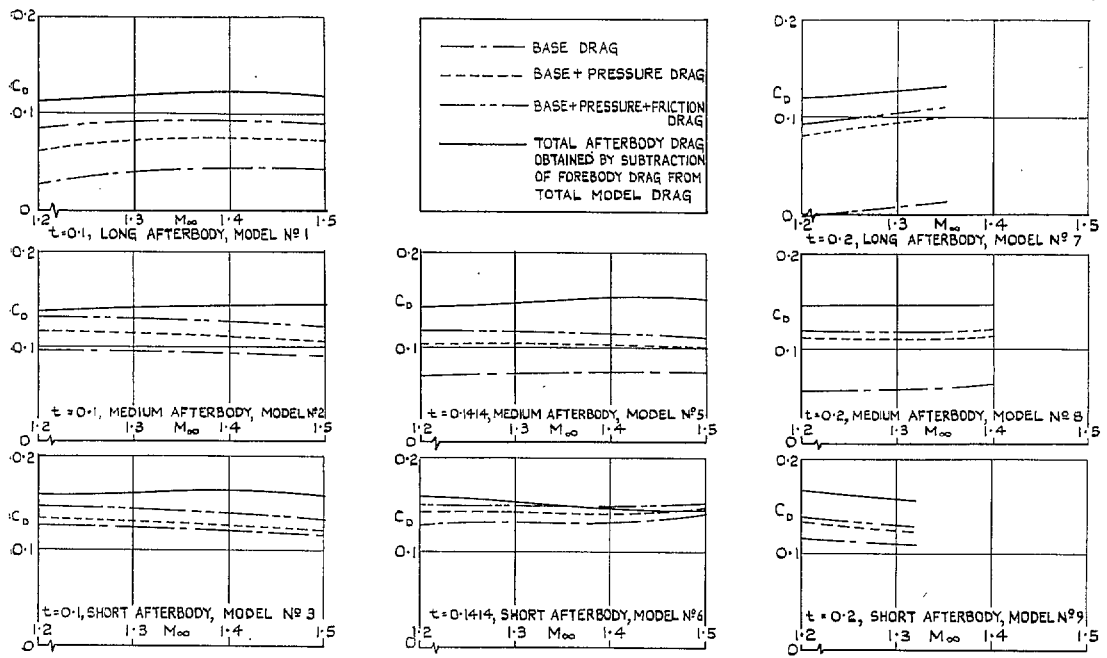 0.2
C_D
0.1
0
1.2 1.3 M∞ 1.4 1.5
t=0.1, LONG AFTERBODY, MODEL Nº 1
BASE DRAG
BASE + PRESSURE DRAG
BASE+PRESSURE+FRICTION
DRAG
TOTAL AFTERBODY DRAG
OBTAINED BY SUBTRACTION
OF FOREBODY DRAG FROM
TOTAL MODEL DRAG
0.2
C_D
0.1
0
1.2 1.3 M∞ 1.4 1.5
t=0.2, LONG AFTERBODY, MODEL Nº 7
0.2
C_D
0.1
t=0.1, MEDIUM AFTERBODY, MODEL Nº2
0
1.2 1.3 M∞ 1.4 1.5
0.2
C_D
0.1
t=0.1414, MEDIUM AFTERBODY, MODEL Nº5
0
1.2 1.3 M∞ 1.4 1.5
0.2
C_D
0.1
t=0.2, MEDIUM AFTERBODY, MODEL Nº 8
0
1.2 1.3 M∞ 1.4 1.5
0.2
C_D
0.1
t=0.1, SHORT AFTERBODY, MODEL Nº 3
0
1.2 1.3 M∞ 1.4 1.5
0.2
C_D
0.1
t=0.1414, SHORT AFTERBODY, MODEL Nº6
0
1.2 1.3 M∞ 1.4 1.5
0.2
C_D
0.1
t=0.2, SHORT AFTERBODY, MODEL Nº9
0
1.2 1.3 M∞ 1.4 1.5